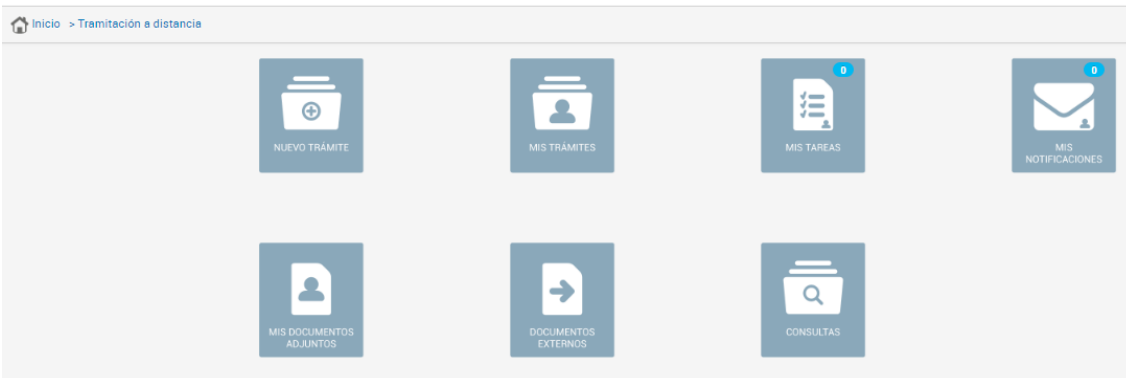 Inicio > Tramitación a distancia
0
0
NUEVO TRÁMITE
MIS TRÁMITES
MIS TAREAS
MIS
NOTIFICACIONES
MIS DOCUMENTOS
ADJUNTOS
DOCUMENTOS
EXTERNOS
CONSULTAS